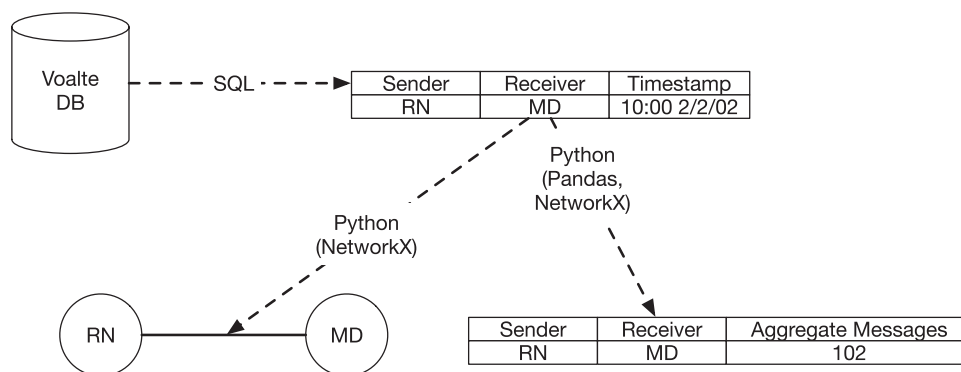 Voalte
DB
SQL
Sender Receiver Timestamp
RN MD 10:00 2/2/02
Python
(Pandas,
NetworkX)
Python
(NetworkX)
RN
MD
Sender Receiver Aggregate Messages
RN MD 102